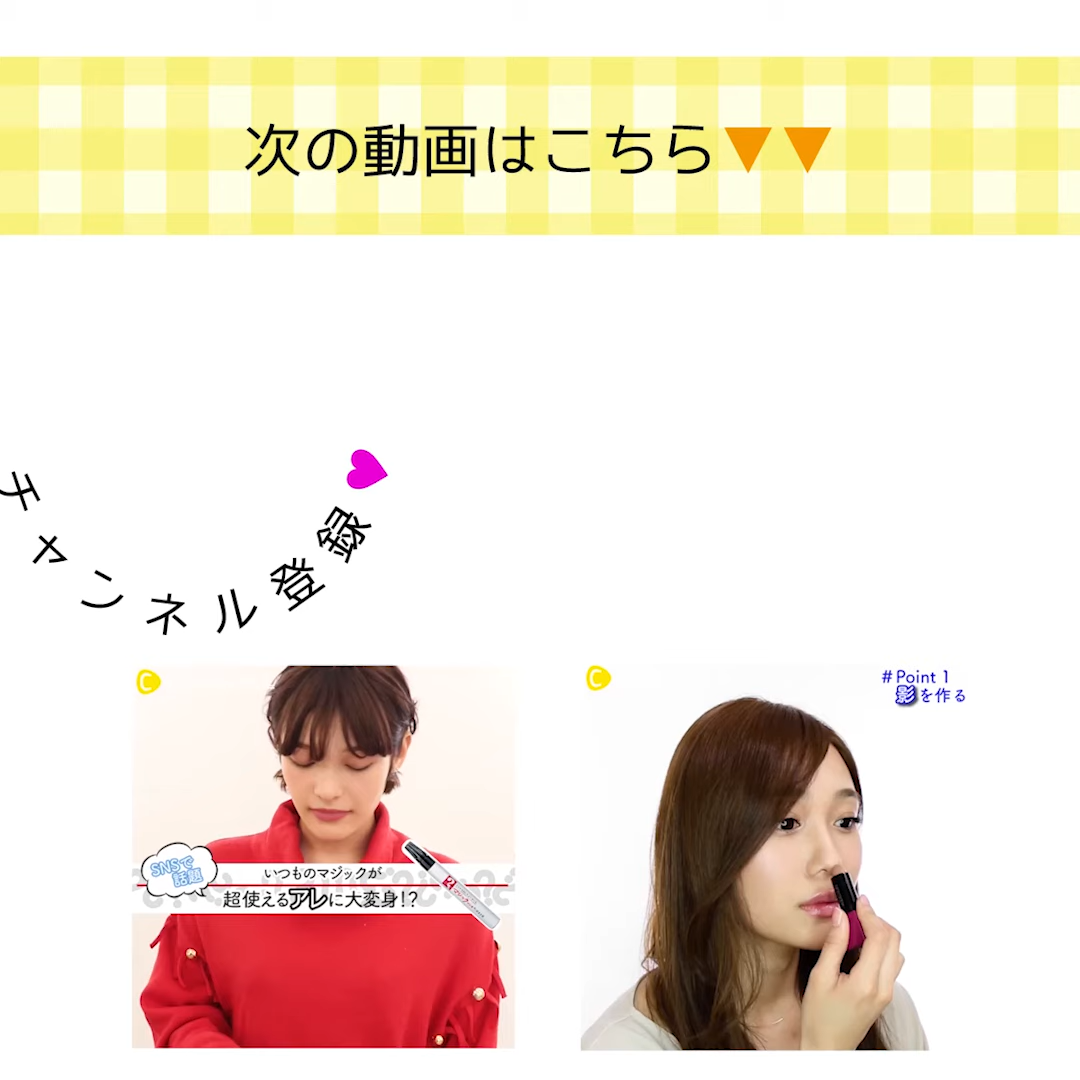 次の動画はこちら▼▼
チャンネル登録♥
C
SNSで
話題
いつものマジックが
超使えるアレに大変身!?
C
#Point 1
影を作る